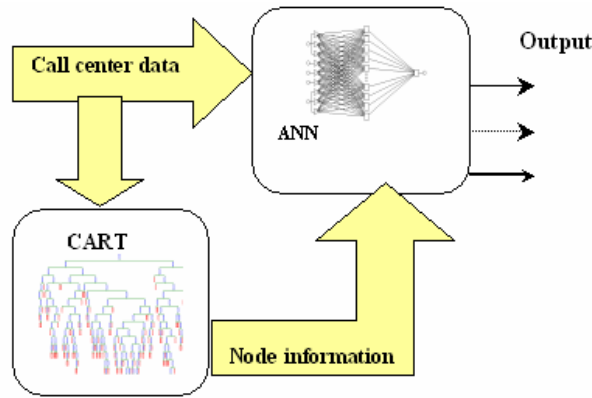 Call center data
Output
ANN
CART
Node information